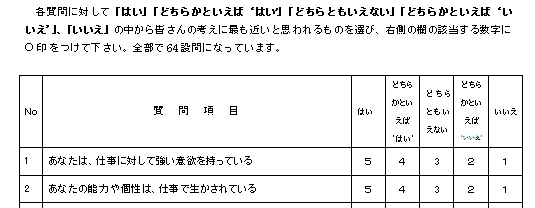 各質問に対して「はい」「どちらかといえば“はい”」「どちらともいえない」「どちらかといえば“い
いえ”」、「いいえ」の中から皆さんの考えに最も近いと思われるものを選び、右側の欄の該当する数字に
○印をつけて下さい。全部で64設問になっています。
No 質問項目 はい どちらかといえば“はい” どちらともいえない どちらかといえば“いいえ” いいえ
1 あなたは、仕事に対して強い意欲を持っている 5 4 3 2 1
2 あなたの能力や個性は、仕事で生かされている 5 4 3 2 1